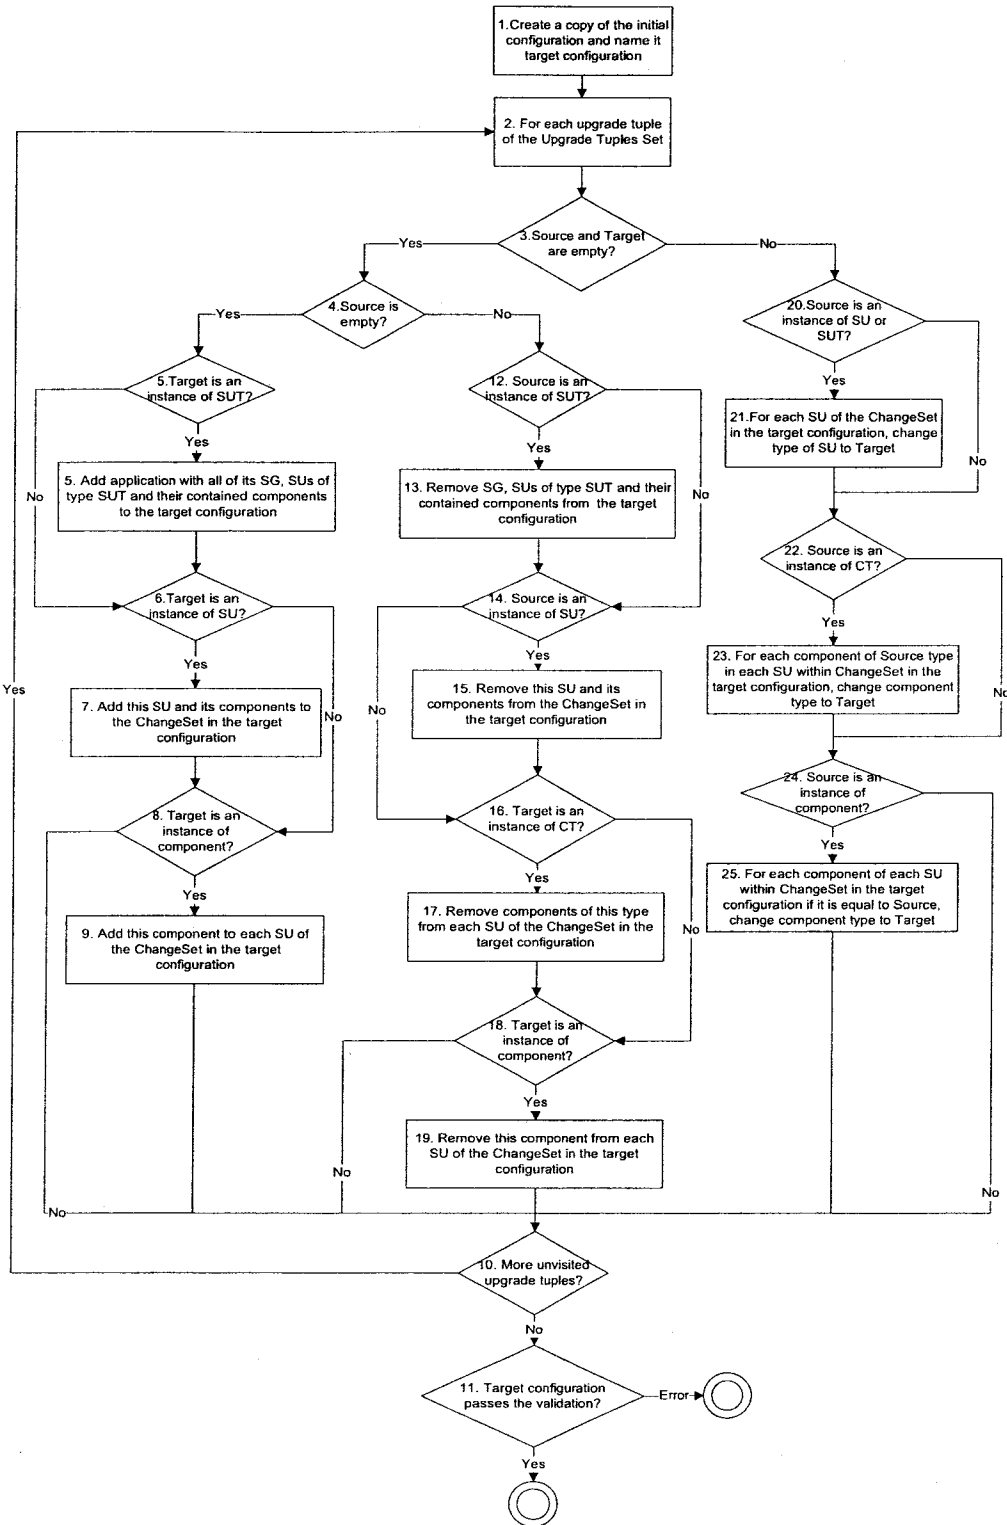 1.Create a copy of the initial
configuration and name it
target configuration
2. For each upgrade tuple
of the Upgrade Tuples Set
3.Source and Target
are empty?
Yes
No
4.Source is
empty?
Yes
No
20.Source is an
instance of SU or
SUT?
Yes
No
5.Target is an
instance of SUT?
Yes
No
12. Source is an
instance of SUT?
Yes
No
21.For each SU of the ChangeSet
in the target configuration, change
type of SU to Target
5. Add application with all of its SG, SUs of
type SUT and their contained components
to the target configuration
13. Remove SG, SUs of type SUT and their
contained components from the target
configuration
22. Source is an
instance of CT?
Yes
No
6.Target is an
instance of SU?
Yes
No
14. Source is an
instance of SU?
Yes
No
23. For each component of Source type
in each SU within ChangeSet in the
target configuration, change component
type to Target
7. Add this SU and its components to
the ChangeSet in the target
configuration
15. Remove this SU and its
components from the ChangeSet in
the target configuration
24. Source is an
instance of
component?
Yes
No
8. Target is an
instance of
component?
Yes
No
16. Target is an
instance of CT?
Yes
No
25. For each component of each SU
within ChangeSet in the target
configuration if it is equal to Source,
change component type to Target
9. Add this component to each SU of
the ChangeSet in the target
configuration
17. Remove components of this type
from each SU of the ChangeSet in the
target configuration
18. Target is an
instance of
component?
Yes
No
19. Remove this component from each
SU of the ChangeSet in the target
configuration
10. More unvisited
upgrade tuples?
Yes
No
11. Target configuration
passes the validation?
Error
Yes